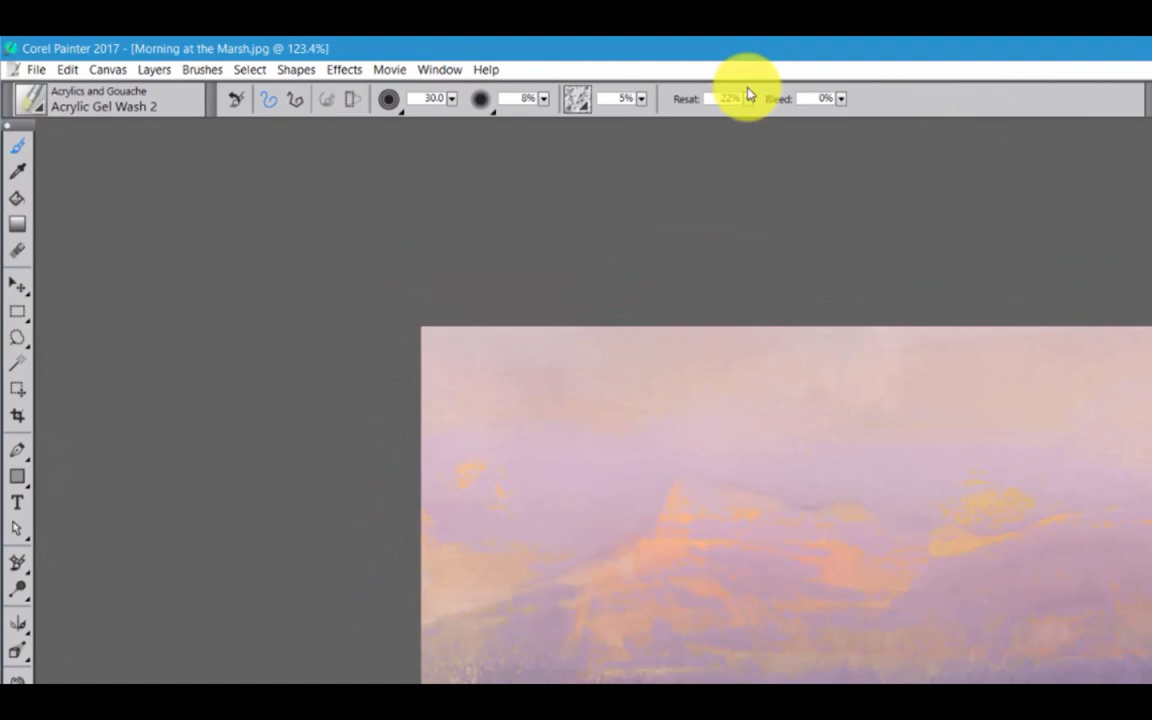 Corel Painter 2017 - [Morning at the Marsh.jpg @ 123.4%]
File Edit Canvas Layers Brushes Select Shapes Effects Movie Window Help
Acrylics and Gouache
Acrylic Gel Wash 2
30.0 8% 5% Resat: 22% Bleed: 0%
T